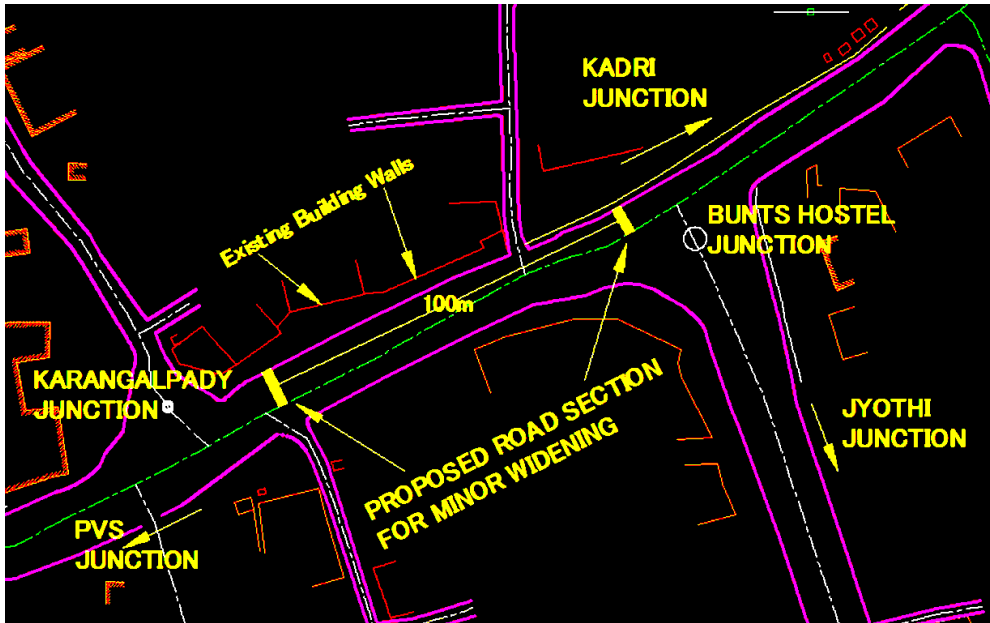 KADRI
JUNCTION
Existing Building Walls
BUNTS HOSTEL
JUNCTION
100m
KARANGALPADY
JUNCTION
PROPOSED ROAD SECTION
FOR MINOR WIDENING
JYOTHI
JUNCTION
PVS
JUNCTION